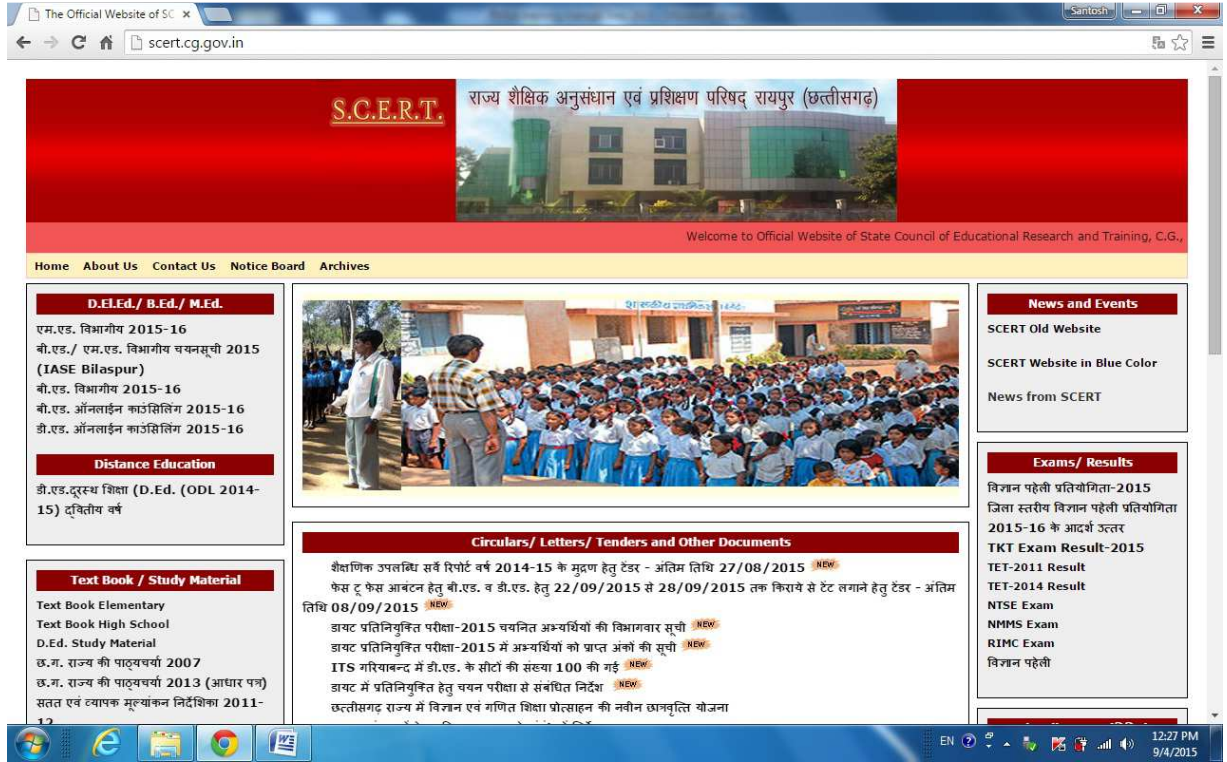 The Official Website of SC
Santosh
scert.cg.gov.in
S.C.E.R.T.
राज्य शैक्षिक अनुसंधान एवं प्रशिक्षण परिषद् रायपुर (छत्तीसगढ़)
Welcome to Official Website of State Council of Educational Research and Training, C.G.,
Home About Us Contact Us Notice Board Archives
D.El.Ed./ B.Ed./ M.Ed.
एम.एड. विभागीय 2015-16
बी.एड./ एम.एड. विभागीय चयनसूची 2015
(IASE Bilaspur)
बी.एड. विभागीय 2015-16
बी.एड. ऑनलाईन काउंसिलिंग 2015-16
डी.एड. ऑनलाईन काउंसिलिंग 2015-16
Distance Education
डी.एड.दूरस्थ शिक्षा (D.Ed. (ODL 2014-
15) द्वितीय वर्ष
Text Book / Study Material
Text Book Elementary
Text Book High School
D.Ed. Study Material
छ.ग. राज्य की पाठ्यचर्या 2007
छ.ग. राज्य की पाठ्यचर्या 2013 (आधार पत्र)
सतत एवं व्यापक मूल्यांकन निर्देशिका 2011-
12
Circulars/ Letters/ Tenders and Other Documents
शैक्षणिक उपलब्धि सर्वे रिपोर्ट वर्ष 2014-15 के मुद्रण हेतु टेंडर - अंतिम तिथि 27/08/2015 NEW
फेस टू फेस आबंटन हेतु बी.एड. व डी.एड. हेतु 22/09/2015 से 28/09/2015 तक किराये से टेंट लगाने हेतु टेंडर - अंतिम
तिथि 08/09/2015 NEW
डायट प्रतिनियुक्ति परीक्षा-2015 चयनित अभ्यर्थियों की विभागवार सूची NEW
डायट प्रतिनियुक्ति परीक्षा-2015 में अभ्यर्थियों को प्राप्त अंकों की सूची NEW
ITS गरियाबन्द में डी.एड. के सीटों की संख्या 100 की गई NEW
डायट में प्रतिनियुक्ति हेतु चयन परीक्षा से संबंधित निर्देश NEW
छत्तीसगढ़ राज्य में विज्ञान एवं गणित शिक्षा प्रोत्साहन की नवीन छात्रवृत्ति योजना
News and Events
SCERT Old Website
SCERT Website in Blue Color
News from SCERT
Exams/ Results
विज्ञान पहेली प्रतियोगिता-2015
जिला स्तरीय विज्ञान पहेली प्रतियोगिता
2015-16 के आदर्श उत्तर
TKT Exam Result-2015
TET-2011 Result
TET-2014 Result
NTSE Exam
NMMS Exam
RIMC Exam
विज्ञान पहेली
EN
12:27 PM
9/4/2015